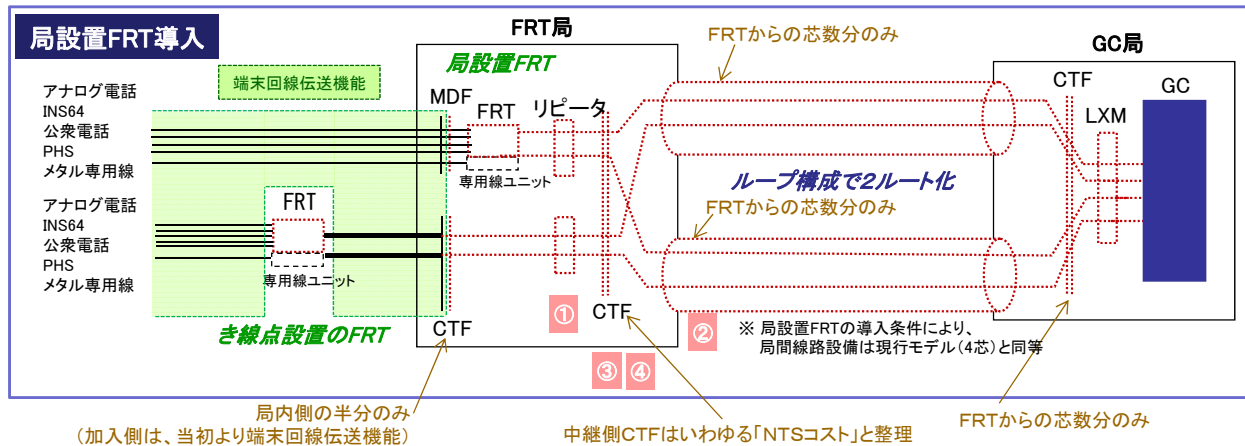 局設置FRT導入
FRT局
FRTからの芯数分のみ
GC局
局設置FRT
端末回線伝送機能
アナログ電話
INS64
公衆電話
PHS
メタル専用線
MDF
FRT
リピータ
専用線ユニット
CTF
LXM
GC
ループ構成で2ルート化
FRTからの芯数分のみ
アナログ電話
INS64
公衆電話
PHS
メタル専用線
FRT
専用線ユニット
き線点設置のFRT
CTF
①
CTF
②
③ ④
※ 局設置FRTの導入条件により、
局間線路設備は現行モデル(4芯)と同等
局内側の半分のみ
(加入側は、当初より端末回線伝送機能)
中継側CTFはいわゆる「NTSコスト」と整理
FRTからの芯数分のみ